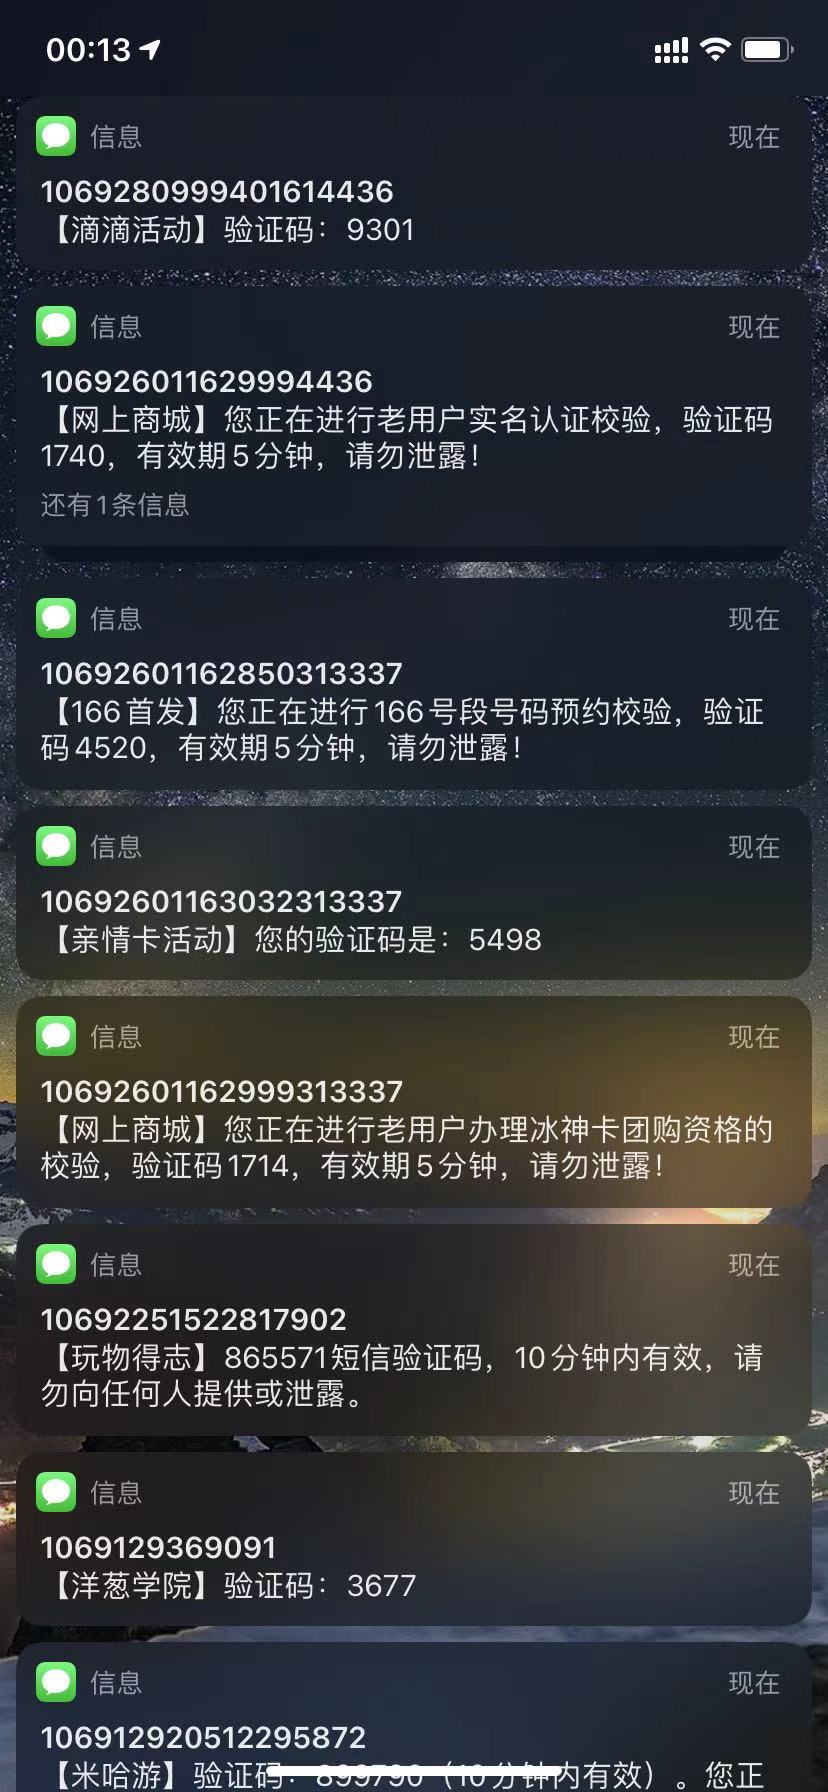 00:13
信息 现在
1069280999401614436
【滴滴活动】验证码：9301
信息 现在
106926011629994436
【网上商城】您正在进行老用户实名认证校验，验证码
1740，有效期5分钟，请勿泄露！
还有1条信息
信息 现在
10692601162850313337
【166首发】您正在进行166号段号码预约校验，验证
码4520，有效期5分钟，请勿泄露！
信息 现在
10692601163032313337
【亲情卡活动】您的验证码是：5498
信息 现在
10692601162999313337
【网上商城】您正在进行老用户办理冰神卡团购资格的
校验，验证码1714，有效期5分钟，请勿泄露！
信息 现在
10692251522817902
【玩物得志】865571短信验证码，10分钟内有效，请
勿向任何人提供或泄露。
信息 现在
1069129369091
【洋葱学院】验证码：3677
信息 现在
106912920512295872
【米哈游】验证码：899790（10分钟内有效）。您正